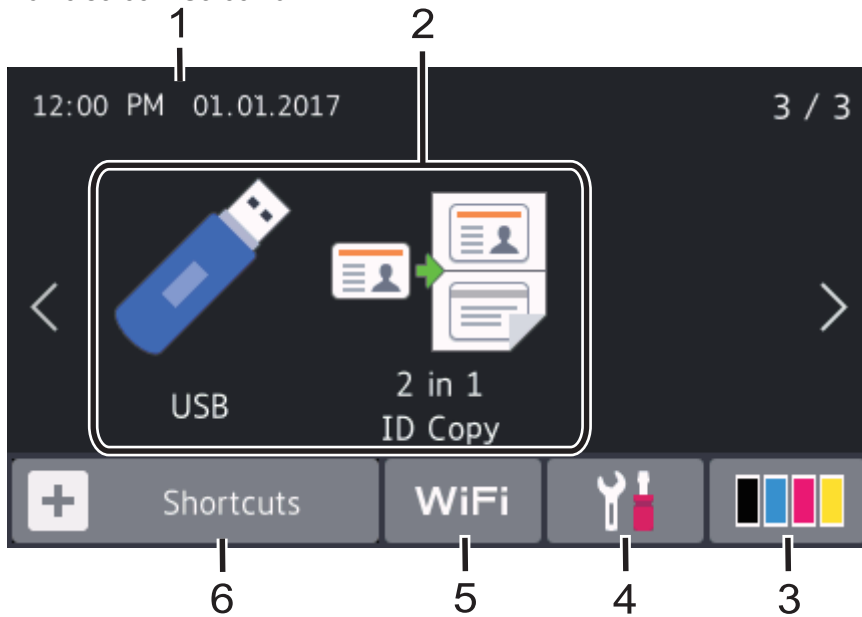 1
2
12:00 PM 01.01.2017
3 / 3
USB
2 in 1
ID Copy
Shortcuts
WiFi
6
5
4
3